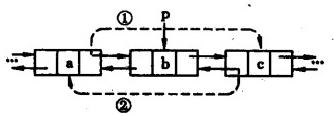 ① P
… a b c …
②